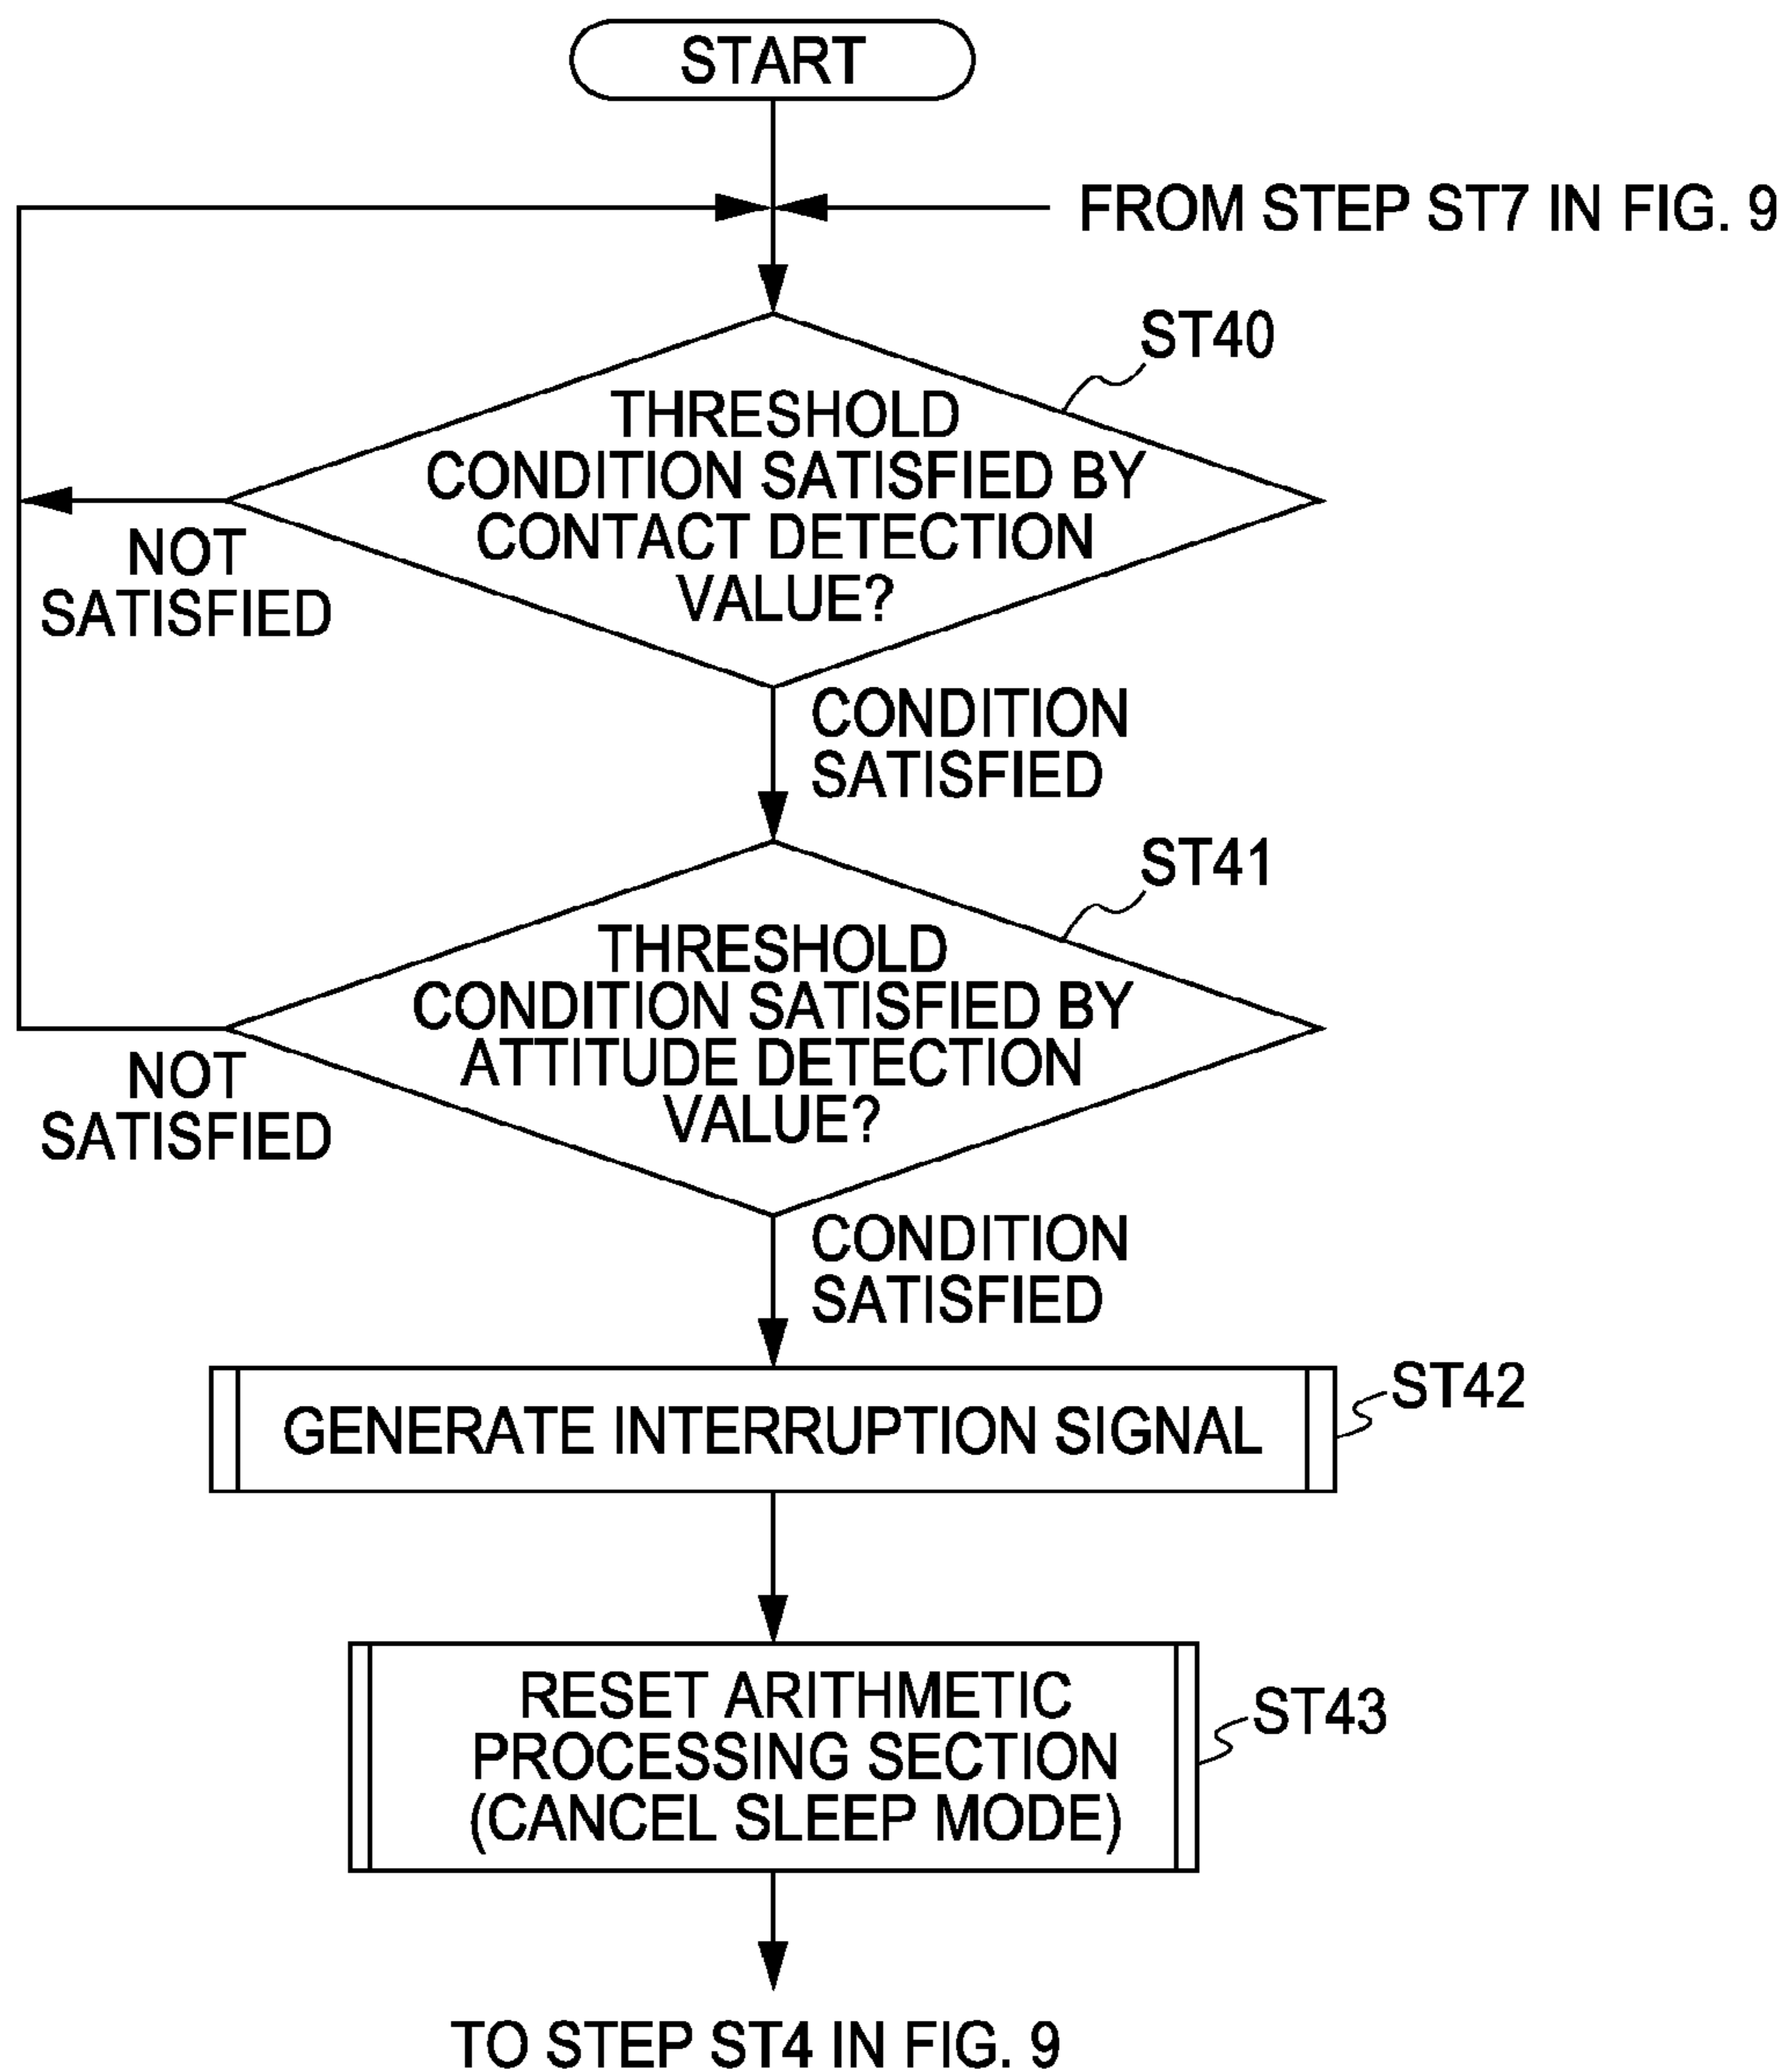 START
FROM STEP ST7 IN FIG. 9
ST40
THRESHOLD
CONDITION SATISFIED BY
CONTACT DETECTION
VALUE?
NOT
SATISFIED
CONDITION
SATISFIED
ST41
THRESHOLD
CONDITION SATISFIED BY
ATTITUDE DETECTION
VALUE?
NOT
SATISFIED
CONDITION
SATISFIED
ST42
GENERATE INTERRUPTION SIGNAL
RESET ARITHMETIC
PROCESSING SECTION
(CANCEL SLEEP MODE)
ST43
TO STEP ST4 IN FIG. 9